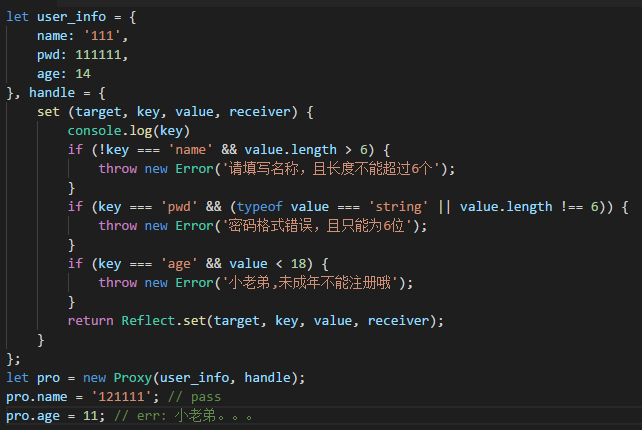 let user_info = {
    name: '111',
    pwd: 111111,
    age: 14
}, handle = {
    set (target, key, value, receiver) {
        console.log(key)
        if (!key === 'name' && value.length > 6) {
            throw new Error('请填写名称，且长度不能超过6个');
        }
        if (key === 'pwd' && (typeof value === 'string' || value.length !== 6)) {
            throw new Error('密码格式错误，且只能为6位');
        }
        if (key === 'age' && value < 18) {
            throw new Error('小老弟,未成年不能注册哦');
        }
        return Reflect.set(target, key, value, receiver);
    }
};
let pro = new Proxy(user_info, handle);
pro.name = '121111'; // pass
pro.age = 11; // err: 小老弟。。。